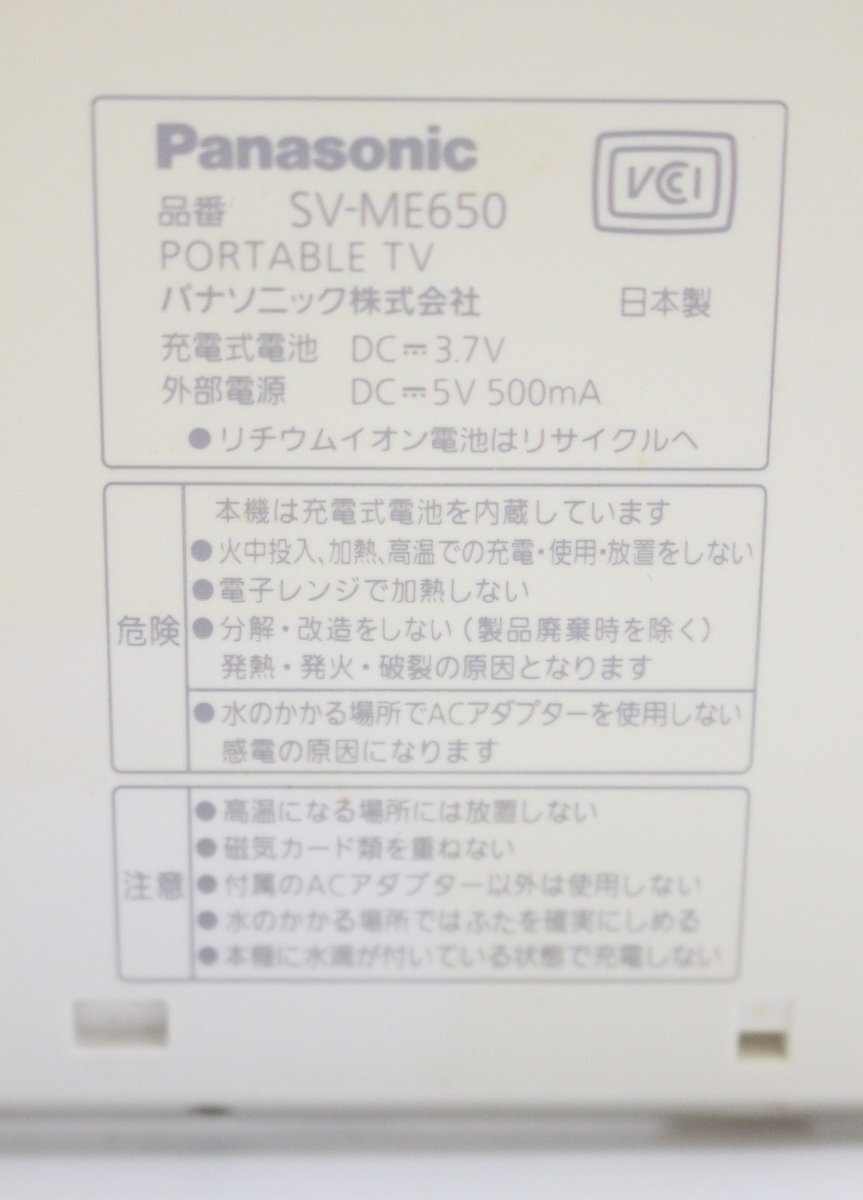 Panasonic
VCCI
品番 SV-ME650
PORTABLE TV
パナソニック株式会社 日本製
充電式電池 DC⎓3.7V
外部電源 DC⎓5V 500mA
●リチウムイオン電池はリサイクルへ
危険
本機は充電式電池を内蔵しています
●火中投入、加熱、高温での充電・使用・放置をしない
●電子レンジで加熱しない
●分解・改造をしない(製品廃棄時を除く)
発熱・発火・破裂の原因となります
●水のかかる場所でACアダプターを使用しない
感電の原因になります
注意
●高温になる場所には放置しない
●磁気カード類を重ねない
●付属のACアダプター以外は使用しない
●水のかかる場所ではふたを確実にしめる
●本機に水滴が付いている状態で充電しない